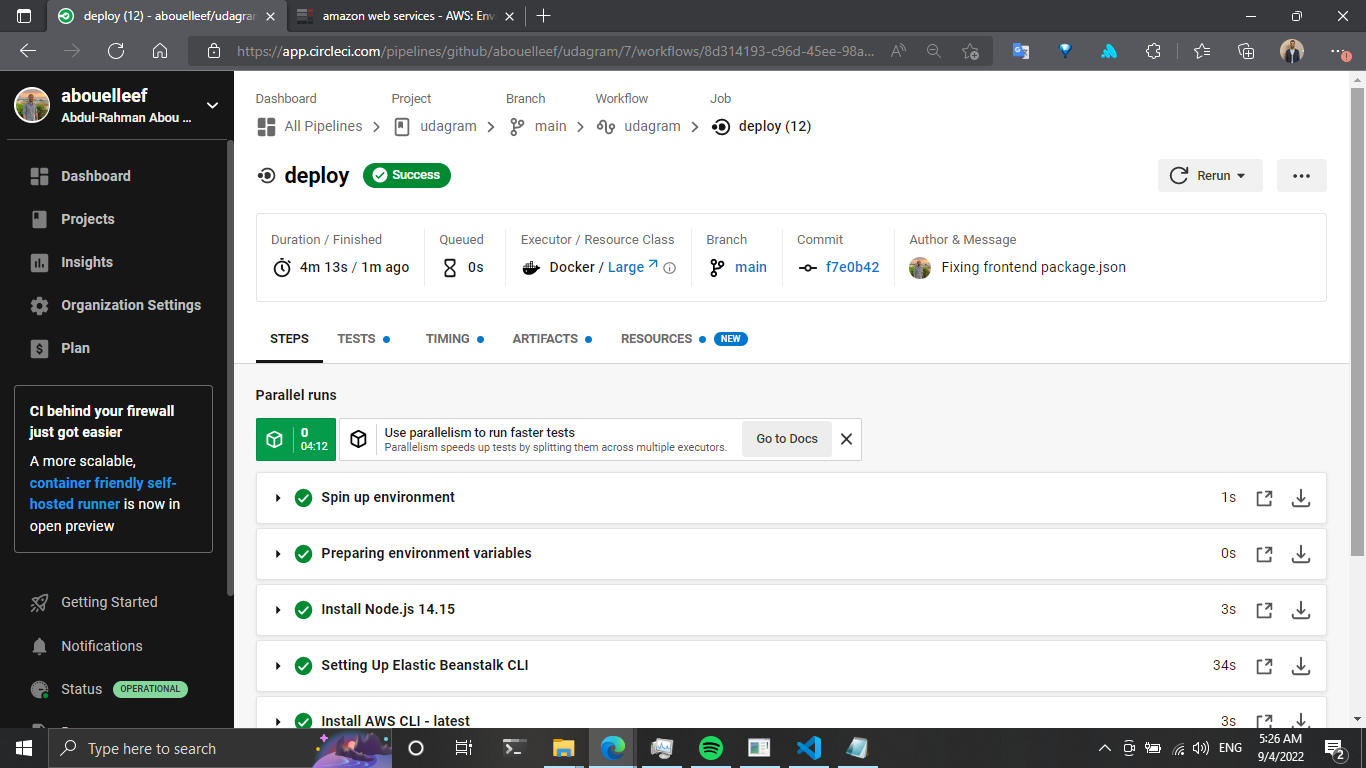 deploy (12) - abouelleef/udagra
amazon web services - AWS: Env
https://app.circleci.com/pipelines/github/abouelleef/udagram/7/workflows/8d314193-c96d-45ee-98a...
abouelleef
Abdul-Rahman Abou ...
Dashboard
Projects
Insights
Organization Settings
Plan
CI behind your firewall
just got easier
A more scalable,
container friendly self-
hosted runner is now in
open preview
Getting Started
Notifications
Status OPERATIONAL
Dashboard Project Branch Workflow Job
All Pipelines udagram main udagram deploy (12)
deploy Success
Rerun
Duration / Finished Queued Executor / Resource Class Branch Commit Author & Message
4m 13s / 1m ago 0s Docker / Large main f7e0b42 Fixing frontend package.json
STEPS TESTS TIMING ARTIFACTS RESOURCES NEW
Parallel runs
0
04:12
Use parallelism to run faster tests
Parallelism speeds up tests by splitting them across multiple executors.
Go to Docs
Spin up environment 1s
Preparing environment variables 0s
Install Node.js 14.15 3s
Setting Up Elastic Beanstalk CLI 34s
Install AWS CLI - latest 3s
Type here to search
ENG
5:26 AM
9/4/2022
2